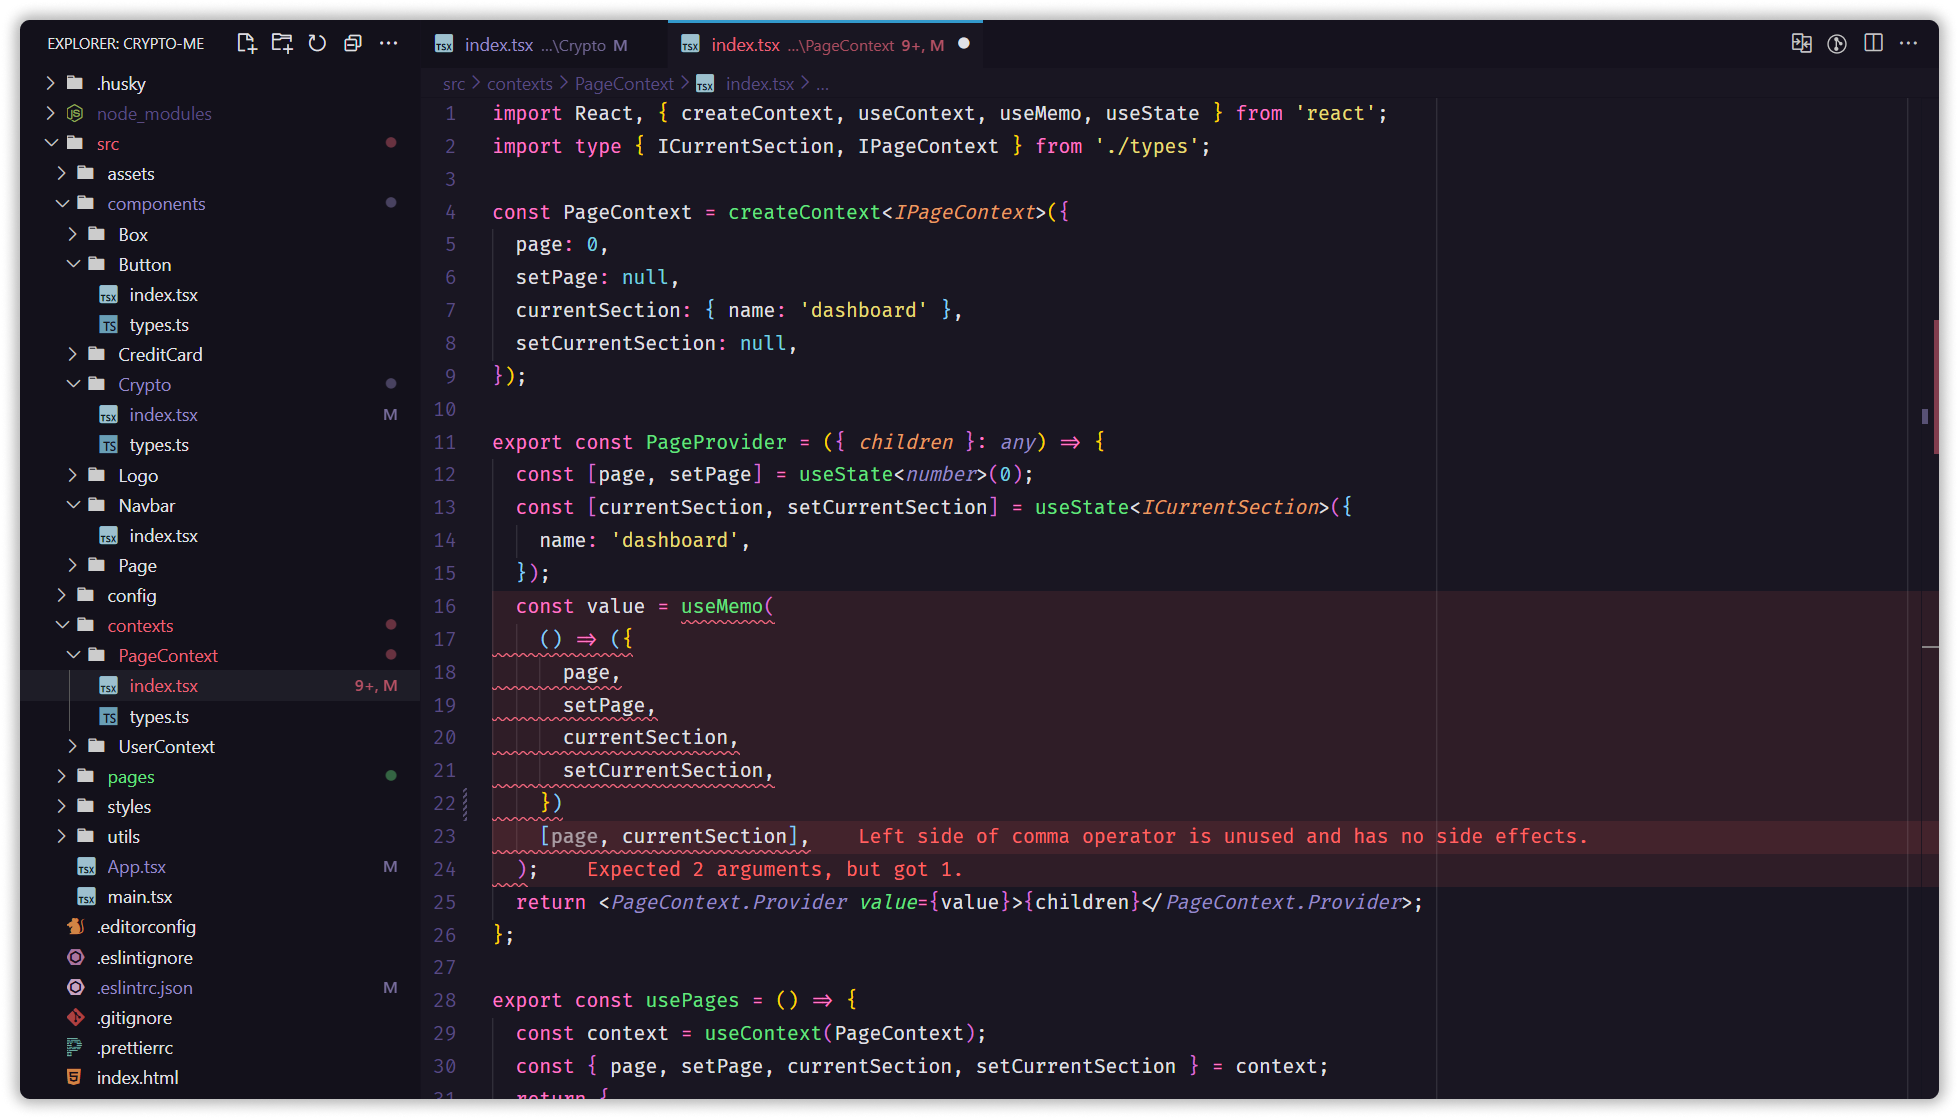 EXPLORER: CRYPTO-ME
.husky
node_modules
src
assets
components
Box
Button
index.tsx
types.ts
CreditCard
Crypto
index.tsx M
types.ts
Logo
Navbar
index.tsx
Page
config
contexts
PageContext
index.tsx 9+, M
types.ts
UserContext
pages
styles
utils
App.tsx M
main.tsx
.editorconfig
.eslintignore
.eslintrc.json M
.gitignore
.prettierrc
index.html
index.tsx ...\Crypto M
index.tsx ...\PageContext 9+, M
src > contexts > PageContext > index.tsx > ...
1 import React, { createContext, useContext, useMemo, useState } from 'react';
2 import type { ICurrentSection, IPageContext } from './types';
3
4 const PageContext = createContext<IPageContext>({
5 page: 0,
6 setPage: null,
7 currentSection: { name: 'dashboard' },
8 setCurrentSection: null,
9 });
10
11 export const PageProvider = ({ children }: any) => {
12 const [page, setPage] = useState<number>(0);
13 const [currentSection, setCurrentSection] = useState<ICurrentSection>({
14 name: 'dashboard',
15 });
16 const value = useMemo(
17 () => ({
18 page,
19 setPage,
20 currentSection,
21 setCurrentSection,
22 })
23 [page, currentSection], Left side of comma operator is unused and has no side effects.
24 ); Expected 2 arguments, but got 1.
25 return <PageContext.Provider value={value}>{children}</PageContext.Provider>;
26 };
27
28 export const usePages = () => {
29 const context = useContext(PageContext);
30 const { page, setPage, currentSection, setCurrentSection } = context;
31 return {